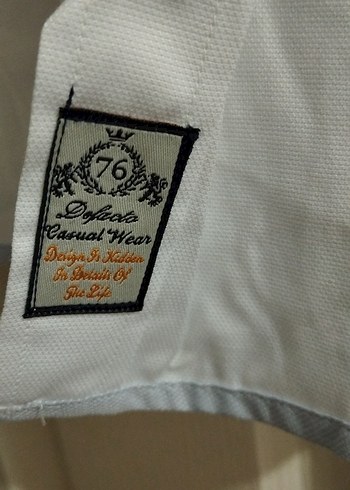 76
Defacto
Casual Wear
Design Is Hidden
In Details Of
The Life